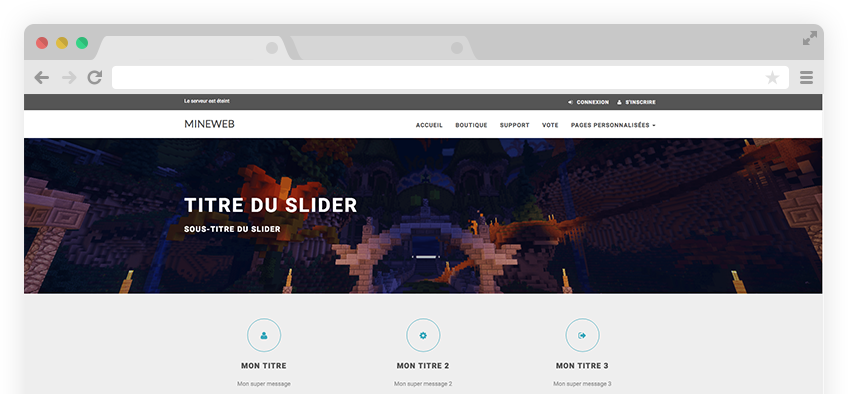 Le serveur est éteint
CONNEXION S'INSCRIRE
MINEWEB
ACCUEIL BOUTIQUE SUPPORT VOTE PAGES PERSONNALISÉES
TITRE DU SLIDER
SOUS-TITRE DU SLIDER
MON TITRE MON TITRE 2 MON TITRE 3
Mon super message Mon super message 2 Mon super message 3